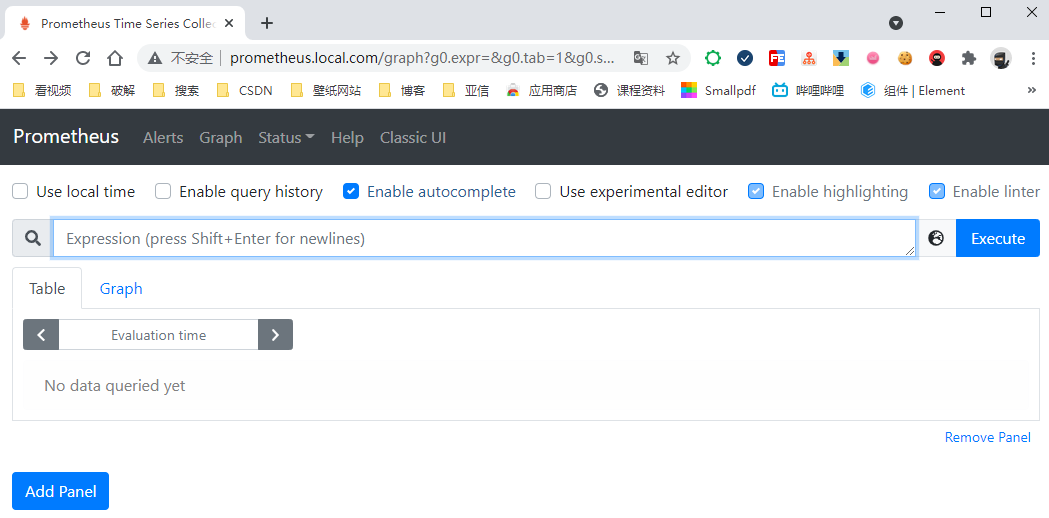 Prometheus Time Series Collec
不安全 prometheus.local.com/graph?g0.expr=&g0.tab=1&g0.s...
看视频 破解 搜索 CSDN 壁纸网站 博客 亚信 应用商店 课程资料 Smallpdf 哔哩哔哩 组件 | Element »
Prometheus Alerts Graph Status Help Classic UI
Use local time Enable query history Enable autocomplete Use experimental editor Enable highlighting Enable linter
Expression (press Shift+Enter for newlines) Execute
Table Graph
Evaluation time
No data queried yet
Remove Panel
Add Panel